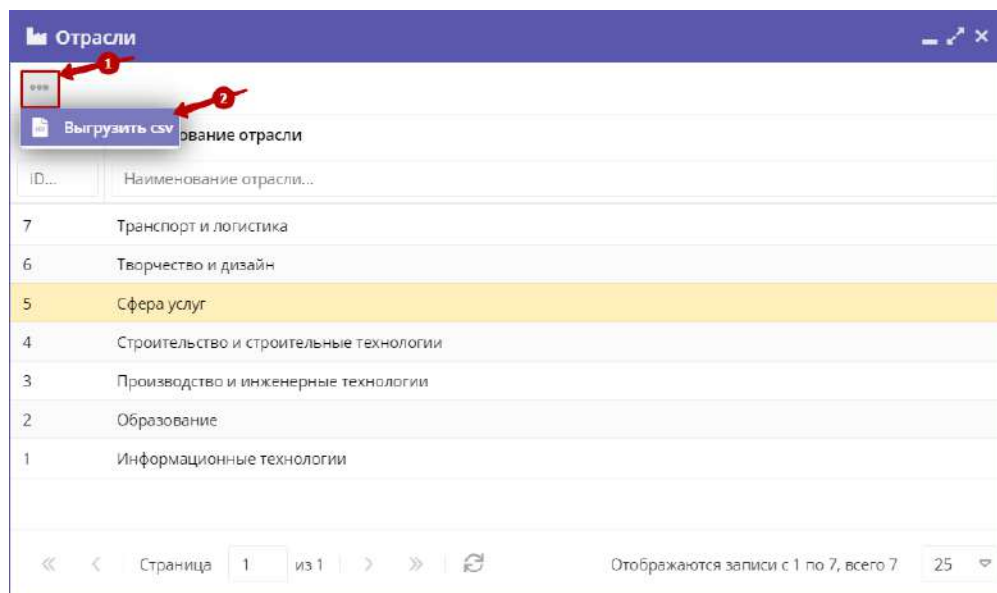 Отрасли
1
2
Выгрузить csv
ование отрасли
ID...
Наименование отрасли...
7 Транспорт и логистика
6 Творчество и дизайн
5 Сфера услуг
4 Строительство и строительные технологии
3 Производство и инженерные технологии
2 Образование
1 Информационные технологии
Страница 1 из 1 Отображаются записи с 1 по 7, всего 7 25